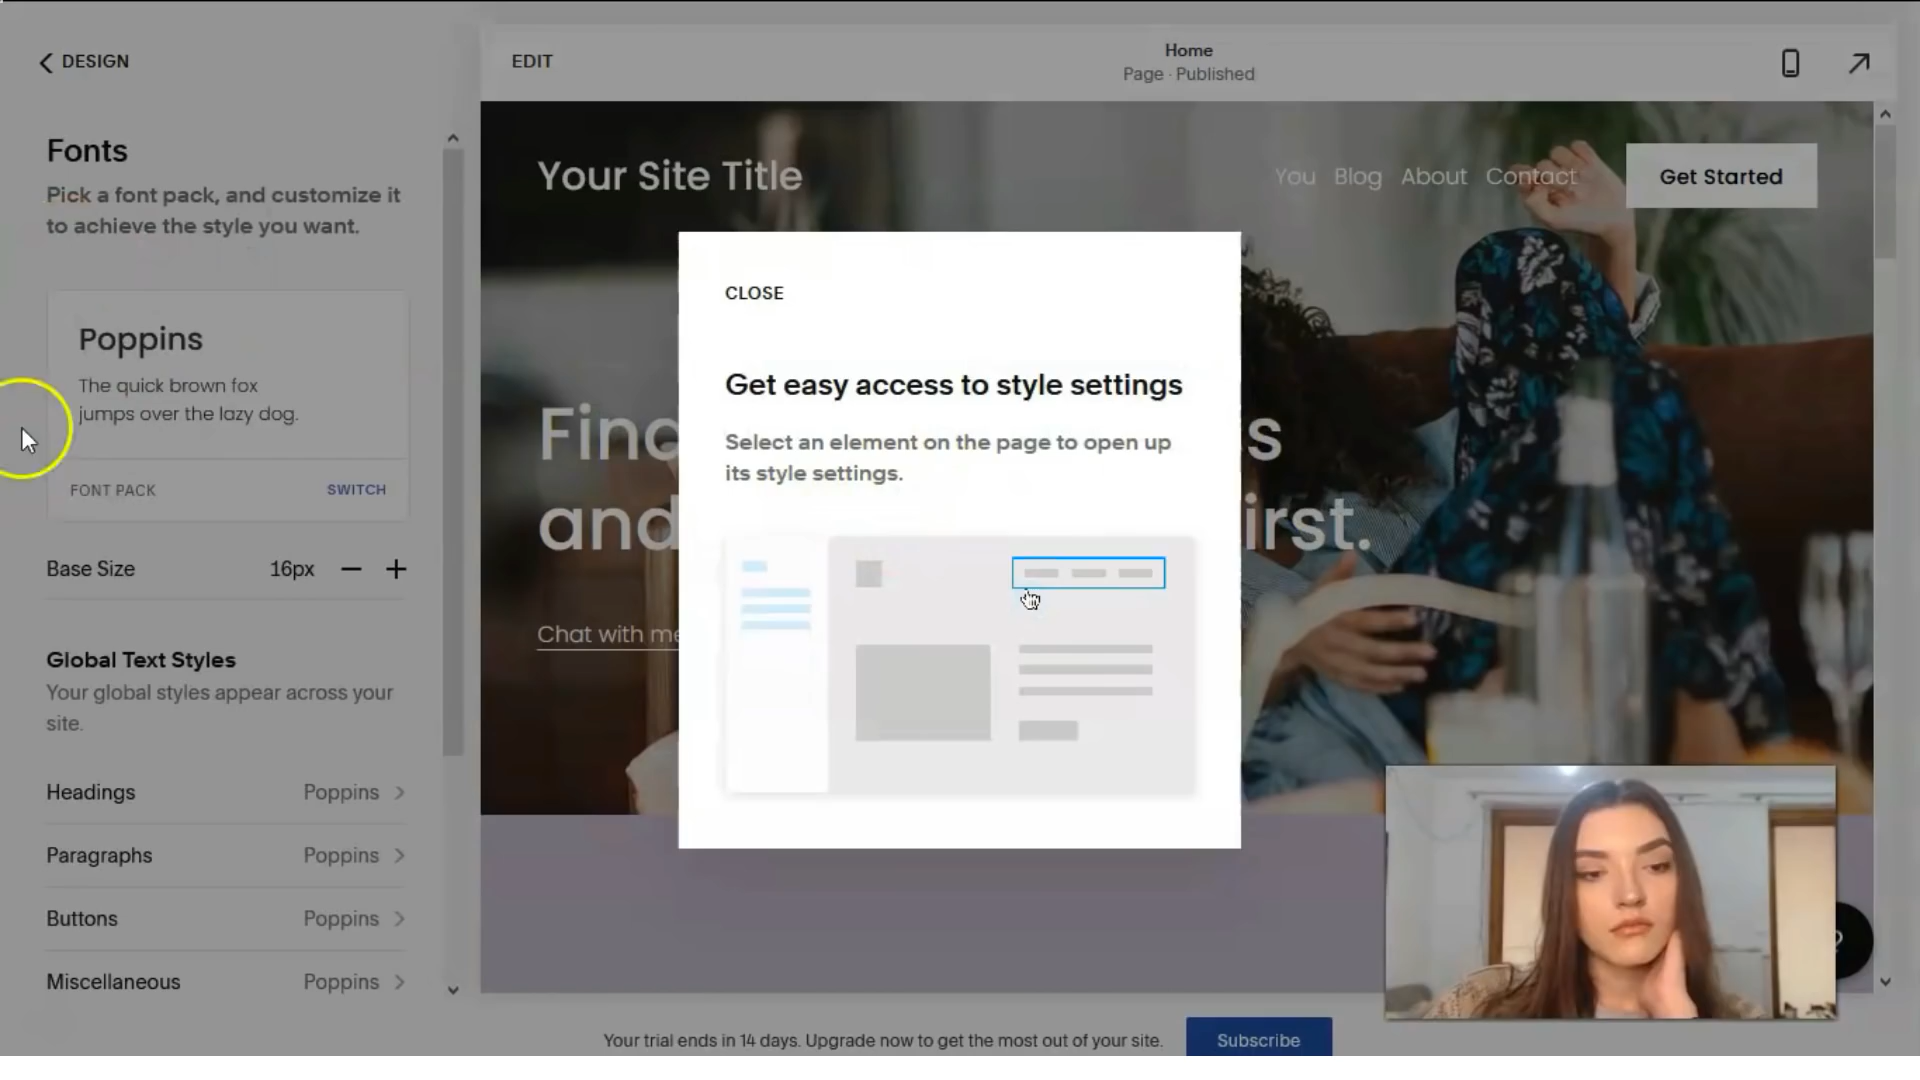 DESIGN
Fonts
Pick a font pack, and customize it
to achieve the style you want.
Poppins
The quick brown fox
jumps over the lazy dog.
FONT PACK
SWITCH
Base Size
16px
Global Text Styles
Your global styles appear across your
site.
Headings
Poppins
Paragraphs
Poppins
Buttons
Poppins
Miscellaneous
Poppins
EDIT
Home
Page · Published
Your Site Title
You Blog About Contact
Get Started
s
and
irst.
Chat with me
CLOSE
Get easy access to style settings
Select an element on the page to open up
its style settings.
Your trial ends in 14 days. Upgrade now to get the most out of your site.
Subscribe